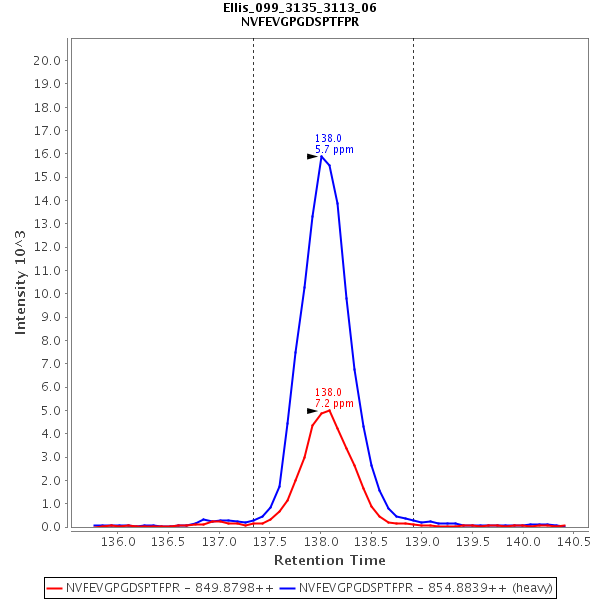 Ellis_099_3135_3113_06
NVFEVGPGDSPTFPR
Intensity 10^3
20.0
19.0
18.0
17.0
16.0
15.0
14.0
13.0
12.0
11.0
10.0
9.0
8.0
7.0
6.0
5.0
4.0
3.0
2.0
1.0
0.0
138.0
5.7 ppm
138.0
7.2 ppm
136.0 136.5 137.0 137.5 138.0 138.5 139.0 139.5 140.0 140.5
Retention Time
NVFEVGPGDSPTFPR - 849.8798++ NVFEVGPGDSPTFPR - 854.8839++ (heavy)